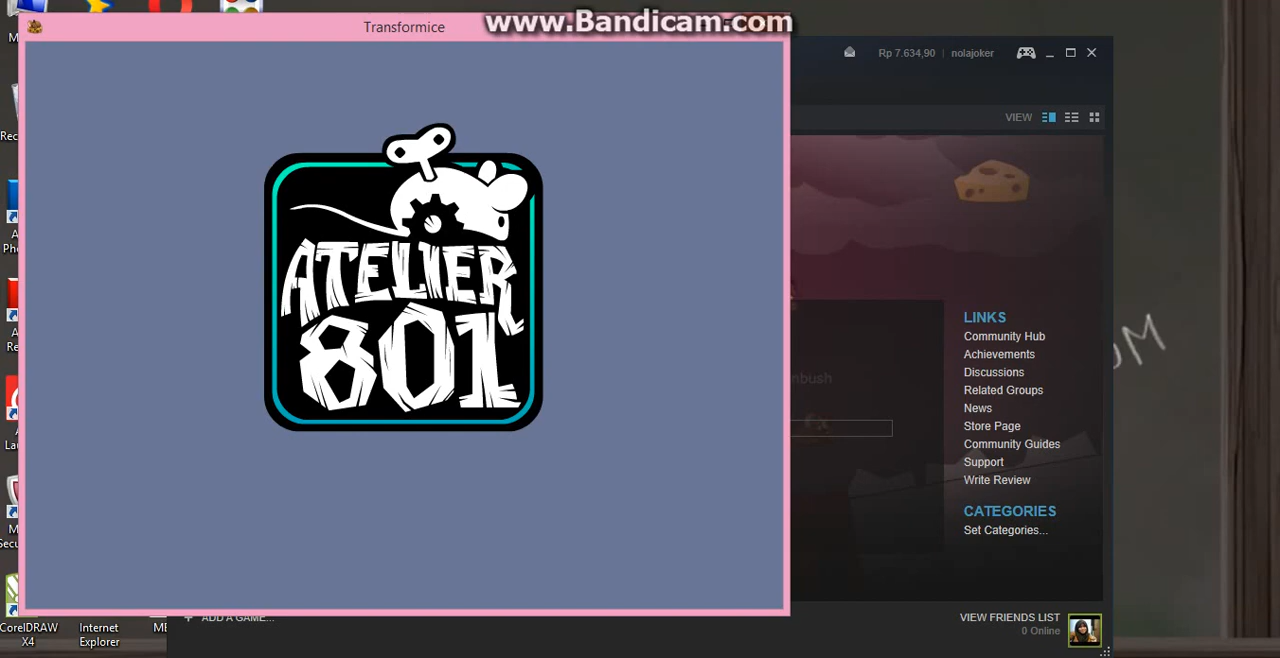 Transformice
www.Bandicam.com
Rp 7.634,90 | nolajoker
VIEW
ATELIER
801
LINKS
Community Hub
Achievements
Discussions
Related Groups
News
Store Page
Community Guides
Support
Write Review
CATEGORIES
Set Categories...
+ ADD A GAME...
VIEW FRIENDS LIST
0 Online
CorelDRAW
X4
Internet
Explorer